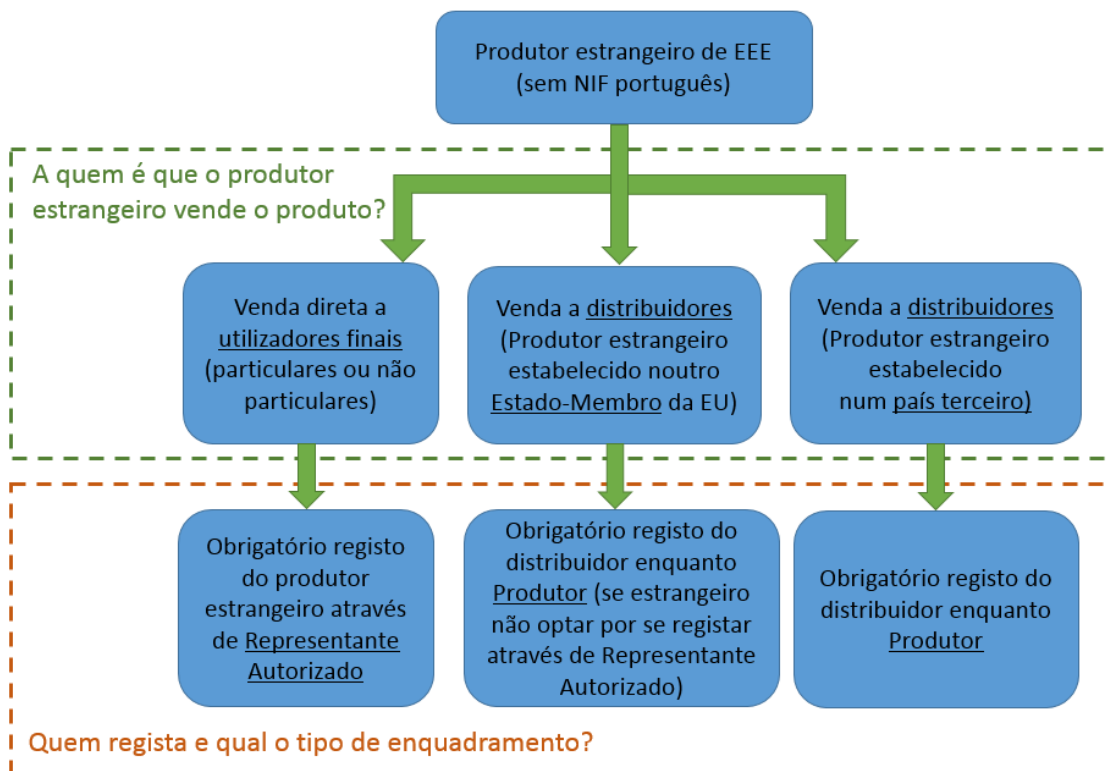 Produtor estrangeiro de EEE
(sem NIF português)
A quem é que o produtor
estrangeiro vende o produto?
Venda direta a
utilizadores finais
(particulares ou não
particulares)
Venda a distribuidores
(Produtor estrangeiro
estabelecido noutro
Estado-Membro da EU)
Venda a distribuidores
(Produtor estrangeiro
estabelecido
num país terceiro)
Obrigatório registo
do produtor
estrangeiro através
de Representante
Autorizado
Obrigatório registo do
distribuidor enquanto
Produtor (se estrangeiro
não optar por se registar
através de Representante
Autorizado)
Obrigatório registo do
distribuidor enquanto
Produtor
Quem regista e qual o tipo de enquadramento?